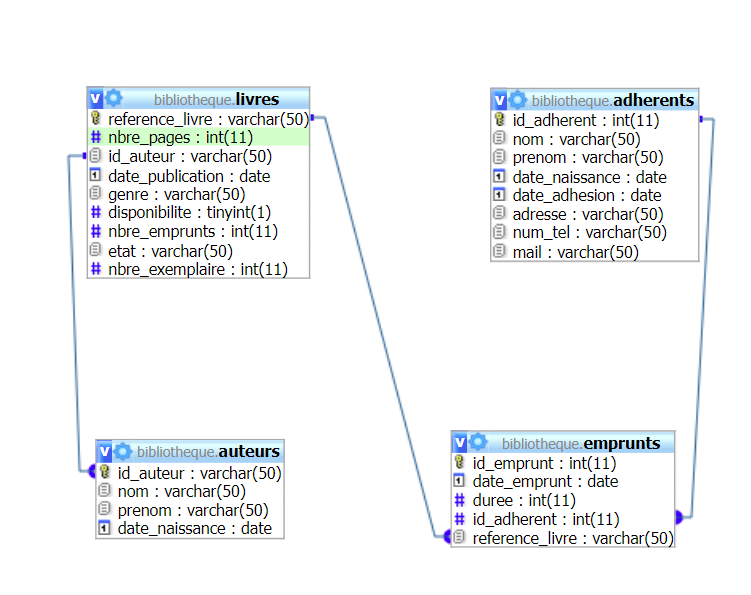 bibliotheque.livres
reference_livre : varchar(50)
nbre_pages : int(11)
id_auteur : varchar(50)
date_publication : date
genre : varchar(50)
disponibilite : tinyint(1)
nbre_emprunts : int(11)
etat : varchar(50)
nbre_exemplaire : int(11)
bibliotheque.adherents
id_adherent : int(11)
nom : varchar(50)
prenom : varchar(50)
date_naissance : date
date_adhesion : date
adresse : varchar(50)
num_tel : varchar(50)
mail : varchar(50)
bibliotheque.auteurs
id_auteur : varchar(50)
nom : varchar(50)
prenom : varchar(50)
date_naissance : date
bibliotheque.emprunts
id_emprunt : int(11)
date_emprunt : date
duree : int(11)
id_adherent : int(11)
reference_livre : varchar(50)